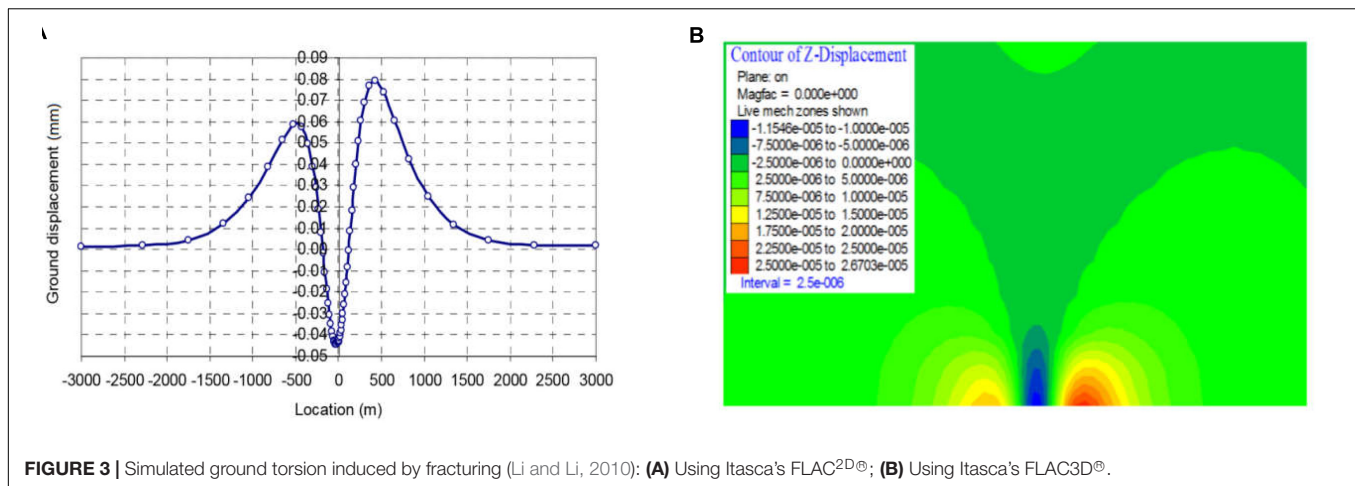 A
Ground displacement (mm)
0.09
0.08
0.07
0.06
0.05
0.04
0.03
0.02
0.01
0.00
-0.01
-0.02
-0.03
-0.04
-0.05
-3000 -2500 -2000 -1500 -1000 -500 0 500 1000 1500 2000 2500 3000
Location (m)
B
Contour of Z-Displacement
Plane: on
Magfac = 0.000e+000
Live mech zones shown
-1.1546e-005 to -1.0000e-005
-7.5000e-006 to -5.0000e-006
-2.5000e-006 to 0.0000e+000
2.5000e-006 to 5.0000e-006
7.5000e-006 to 1.0000e-005
1.2500e-005 to 1.5000e-005
1.7500e-005 to 2.0000e-005
2.2500e-005 to 2.5000e-005
2.5000e-005 to 2.6703e-005
Interval = 2.5e-006
FIGURE 3 | Simulated ground torsion induced by fracturing (Li and Li, 2010): (A) Using Itasca's FLAC2D®; (B) Using Itasca's FLAC3D®.